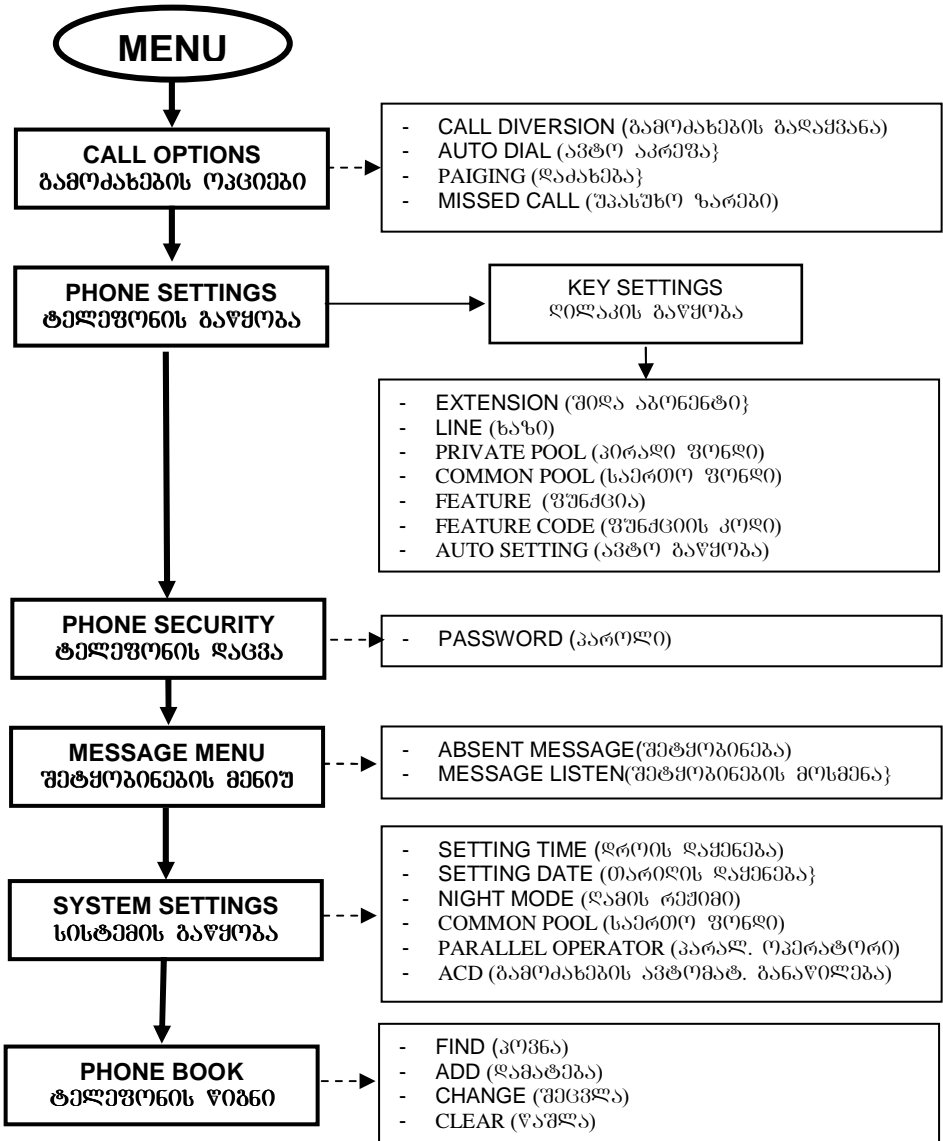 MENU
CALL OPTIONS
გამოძახების ოპციები
- CALL DIVERSION (გამოძახების გადაყვანა)
- AUTO DIAL (ავტო აკრეფა}
- PAIGING (დაძახება}
- MISSED CALL (უპასუხო ზარები)
PHONE SETTINGS
ტელეფონის გაწყობა
KEY SETTINGS
ღილაკის გაწყობა
- EXTENSION (შიდა აბონენტი}
- LINE (ხაზი)
- PRIVATE POOL (პირადი ფონდი)
- COMMON POOL (საერთო ფონდი)
- FEATURE (ფუნქცია)
- FEATURE CODE (ფუნქციის კოდი)
- AUTO SETTING (ავტო გაწყობა)
PHONE SECURITY
ტელეფონის დაცვა
- PASSWORD (პაროლი)
MESSAGE MENU
შეტყობინების მენიუ
- ABSENT MESSAGE(შეტყობინება)
- MESSAGE LISTEN(შეტყობინების მოსმენა}
SYSTEM SETTINGS
სისტემის გაწყობა
- SETTING TIME (დროის დაყენება)
- SETTING DATE (თარიღის დაყენება}
- NIGHT MODE (ღამის რეჟიმი)
- COMMON POOL (საერთო ფონდი)
- PARALLEL OPERATOR (პარალ. ოპერატორი)
- ACD (გამოძახების ავტომატ. განაწილება)
PHONE BOOK
ტელეფონის წიგნი
- FIND (პოვნა)
- ADD (დამატება)
- CHANGE (შეცვლა)
- CLEAR (წაშლა)